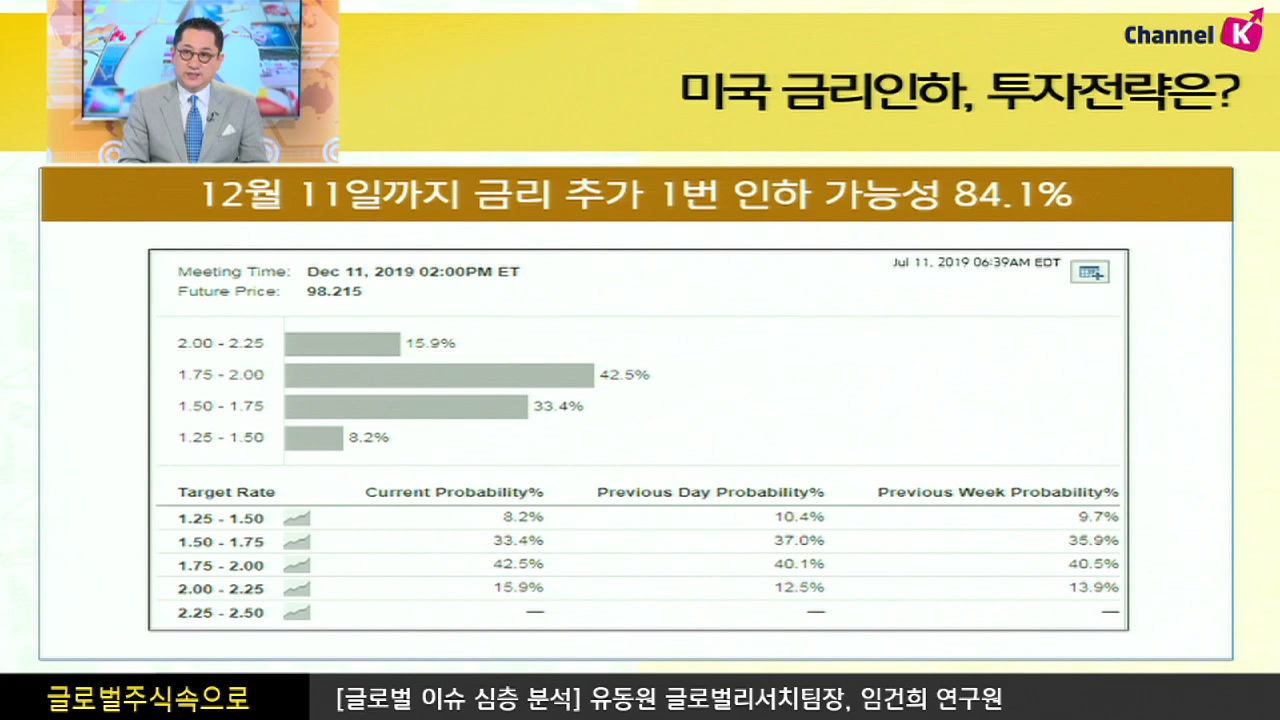 Channel K
미국 금리인하, 투자전략은?
12월 11일까지 금리 추가 1번 인하 가능성 84.1%
Meeting Time: Dec 11, 2019 02:00PM ET
Jul 11, 2019 06:39AM EDT
Future Price: 98.215
2.00 - 2.25 15.9%
1.75 - 2.00 42.5%
1.50 - 1.75 33.4%
1.25 - 1.50 8.2%
Target Rate Current Probability% Previous Day Probability% Previous Week Probability%
1.25 - 1.50 8.2% 10.4% 9.7%
1.50 - 1.75 33.4% 37.0% 35.9%
1.75 - 2.00 42.5% 40.1% 40.5%
2.00 - 2.25 15.9% 12.5% 13.9%
2.25 - 2.50 — — —
글로벌주식속으로 [글로벌 이슈 심층 분석] 유동원 글로벌리서치팀장, 임건희 연구원